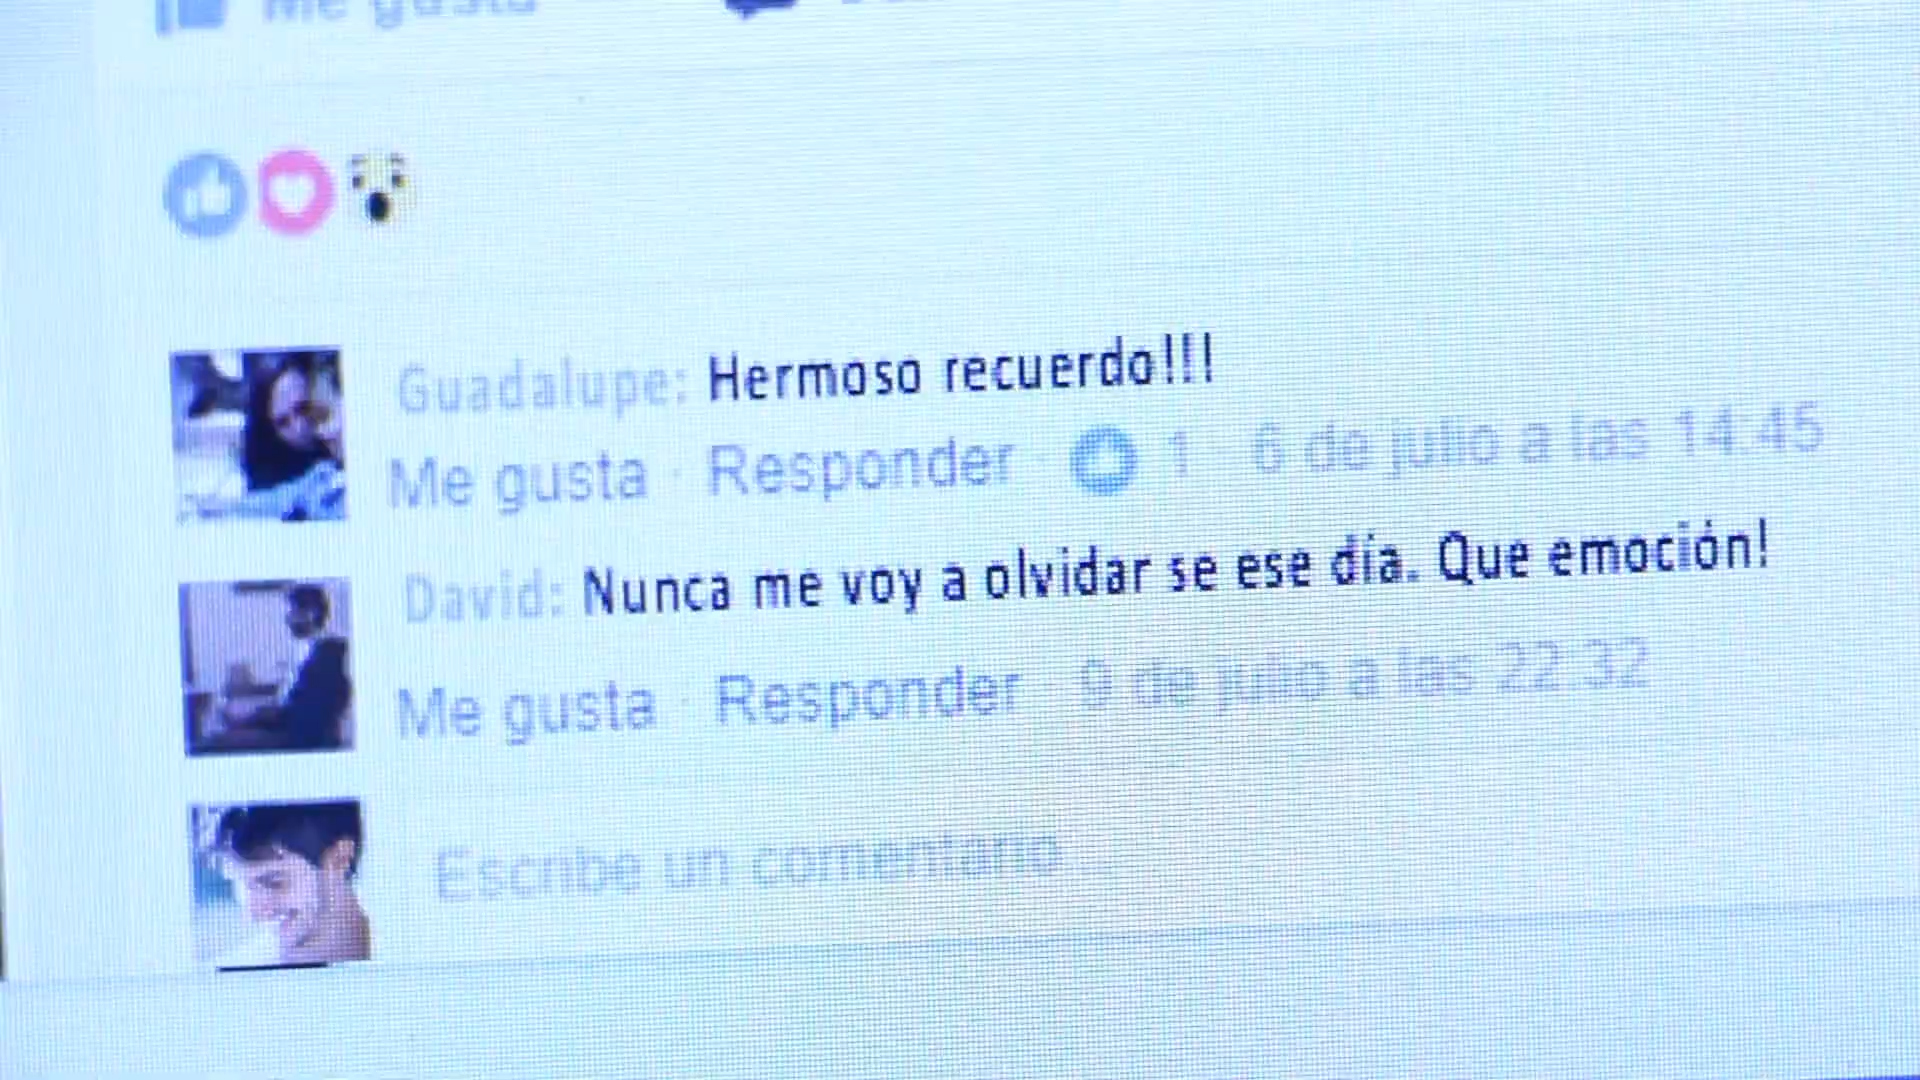 Me gusta
Guadalupe: Hermoso recuerdo!!!
Me gusta · Responder · 1 · 6 de julio a las 14:45
David: Nunca me voy a olvidar se ese día. Que emoción!
Me gusta · Responder · 9 de julio a las 22:32
Escribe un comentario...